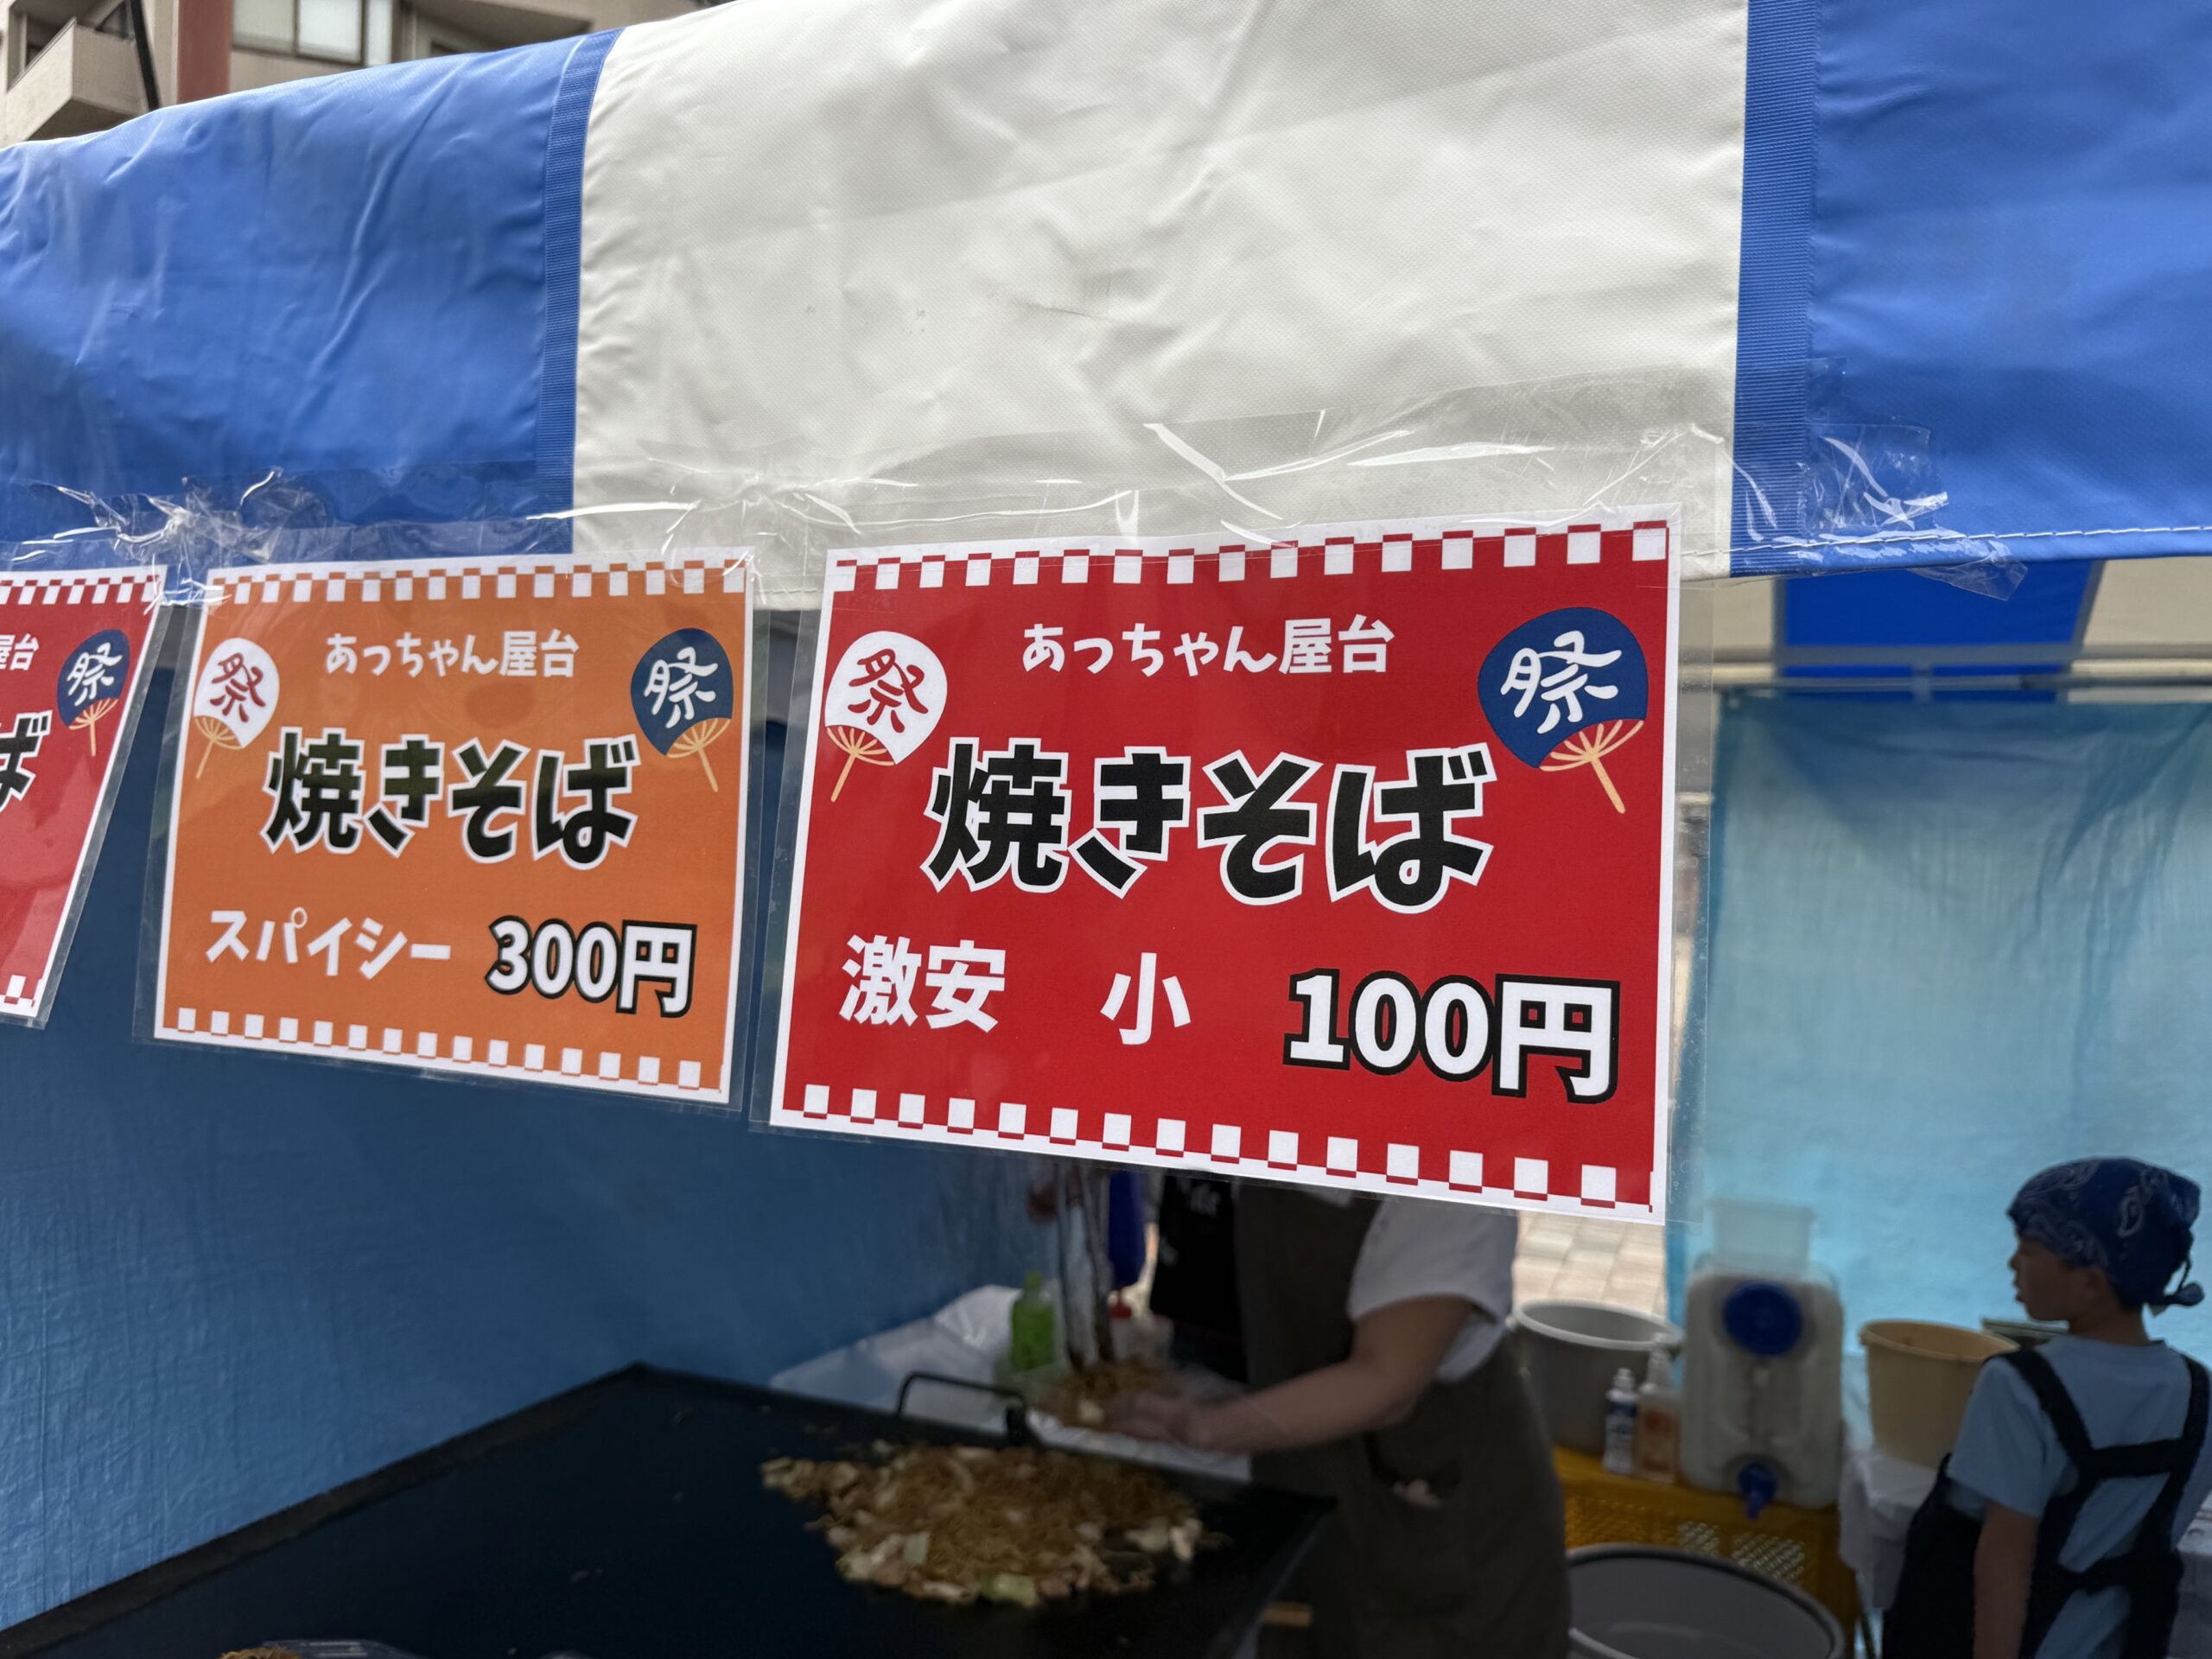 屋台
祭
ば
あっちゃん屋台
祭
祭
焼きそば
スパイシー 300円
あっちゃん屋台
祭
祭
焼きそば
激安 小 100円